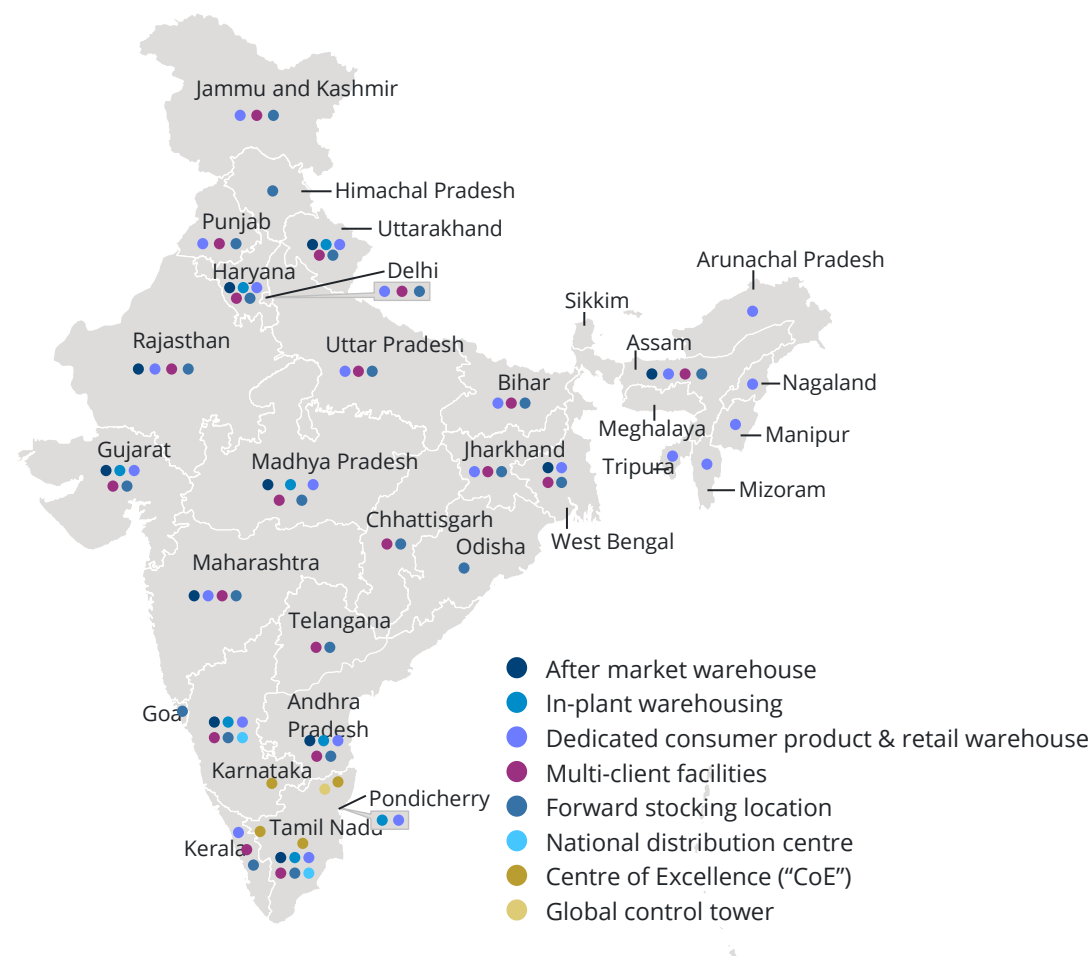 Jammu and Kashmir
Himachal Pradesh
Punjab
Uttarakhand
Haryana
Delhi
Arunachal Pradesh
Sikkim
Rajasthan
Uttar Pradesh
Assam
Bihar
Nagaland
Meghalaya
Manipur
Gujarat
Madhya Pradesh
Jharkhand
Tripura
Mizoram
Chhattisgarh
Odisha
West Bengal
Maharashtra
Telangana
Goa
Andhra
Pradesh
Karnataka
Pondicherry
Tamil Nadu
Kerala
After market warehouse
In-plant warehousing
Dedicated consumer product & retail warehouse
Multi-client facilities
Forward stocking location
National distribution centre
Centre of Excellence (“CoE”)
Global control tower